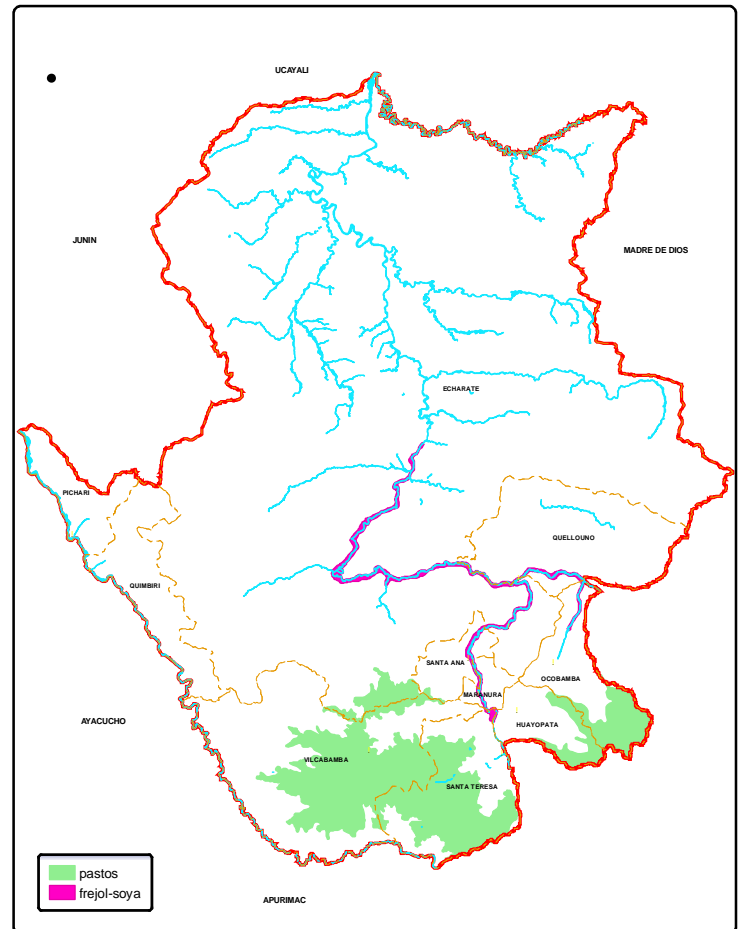 UCAYALI
JUNIN
MADRE DE DIOS
ECHARATE
PICHARI
QUELLOUNO
QUIMBIRI
SANTA ANA
OCOBAMBA
MARANURA
AYACUCHO
HUAYOPATA
VILCABAMBA
SANTA TERESA
pastos
frejol-soya
APURIMAC